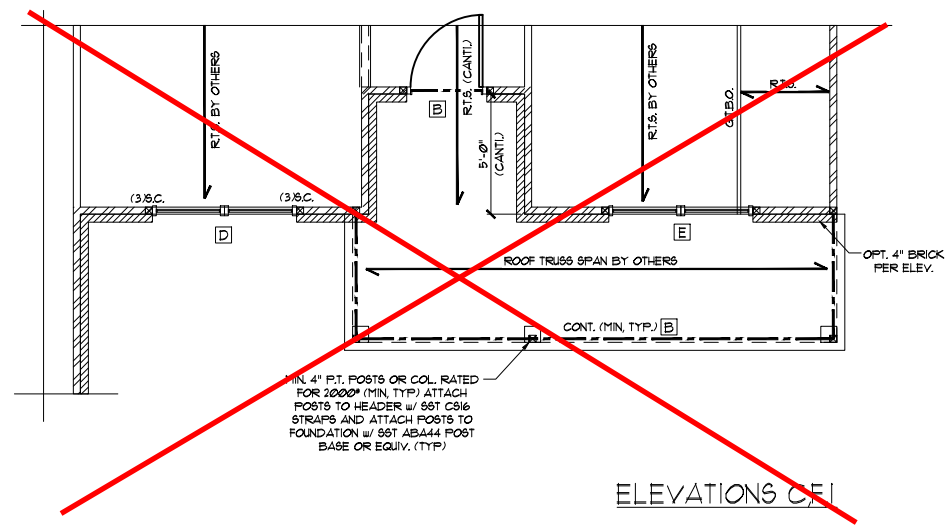 R.T.S. BY OTHERS
R.T.S. (CANTI.)
R.T.S. BY OTHERS
G.T.B.O.
R.T.S.
B
5'-0"
(CANTI.)
(3)S.C.
(3)S.C.
D
E
OPT. 4" BRICK
PER ELEV.
ROOF TRUSS SPAN BY OTHERS
CONT. (MIN, TYP.) B
MIN. 4" P.T. POSTS OR COL. RATED
FOR 2000# (MIN, TYP) ATTACH
POSTS TO HEADER w/ SST CS16
STRAPS AND ATTACH POSTS TO
FOUNDATION w/ SST ABA44 POST
BASE OR EQUIV. (TYP)
ELEVATIONS C,F,I